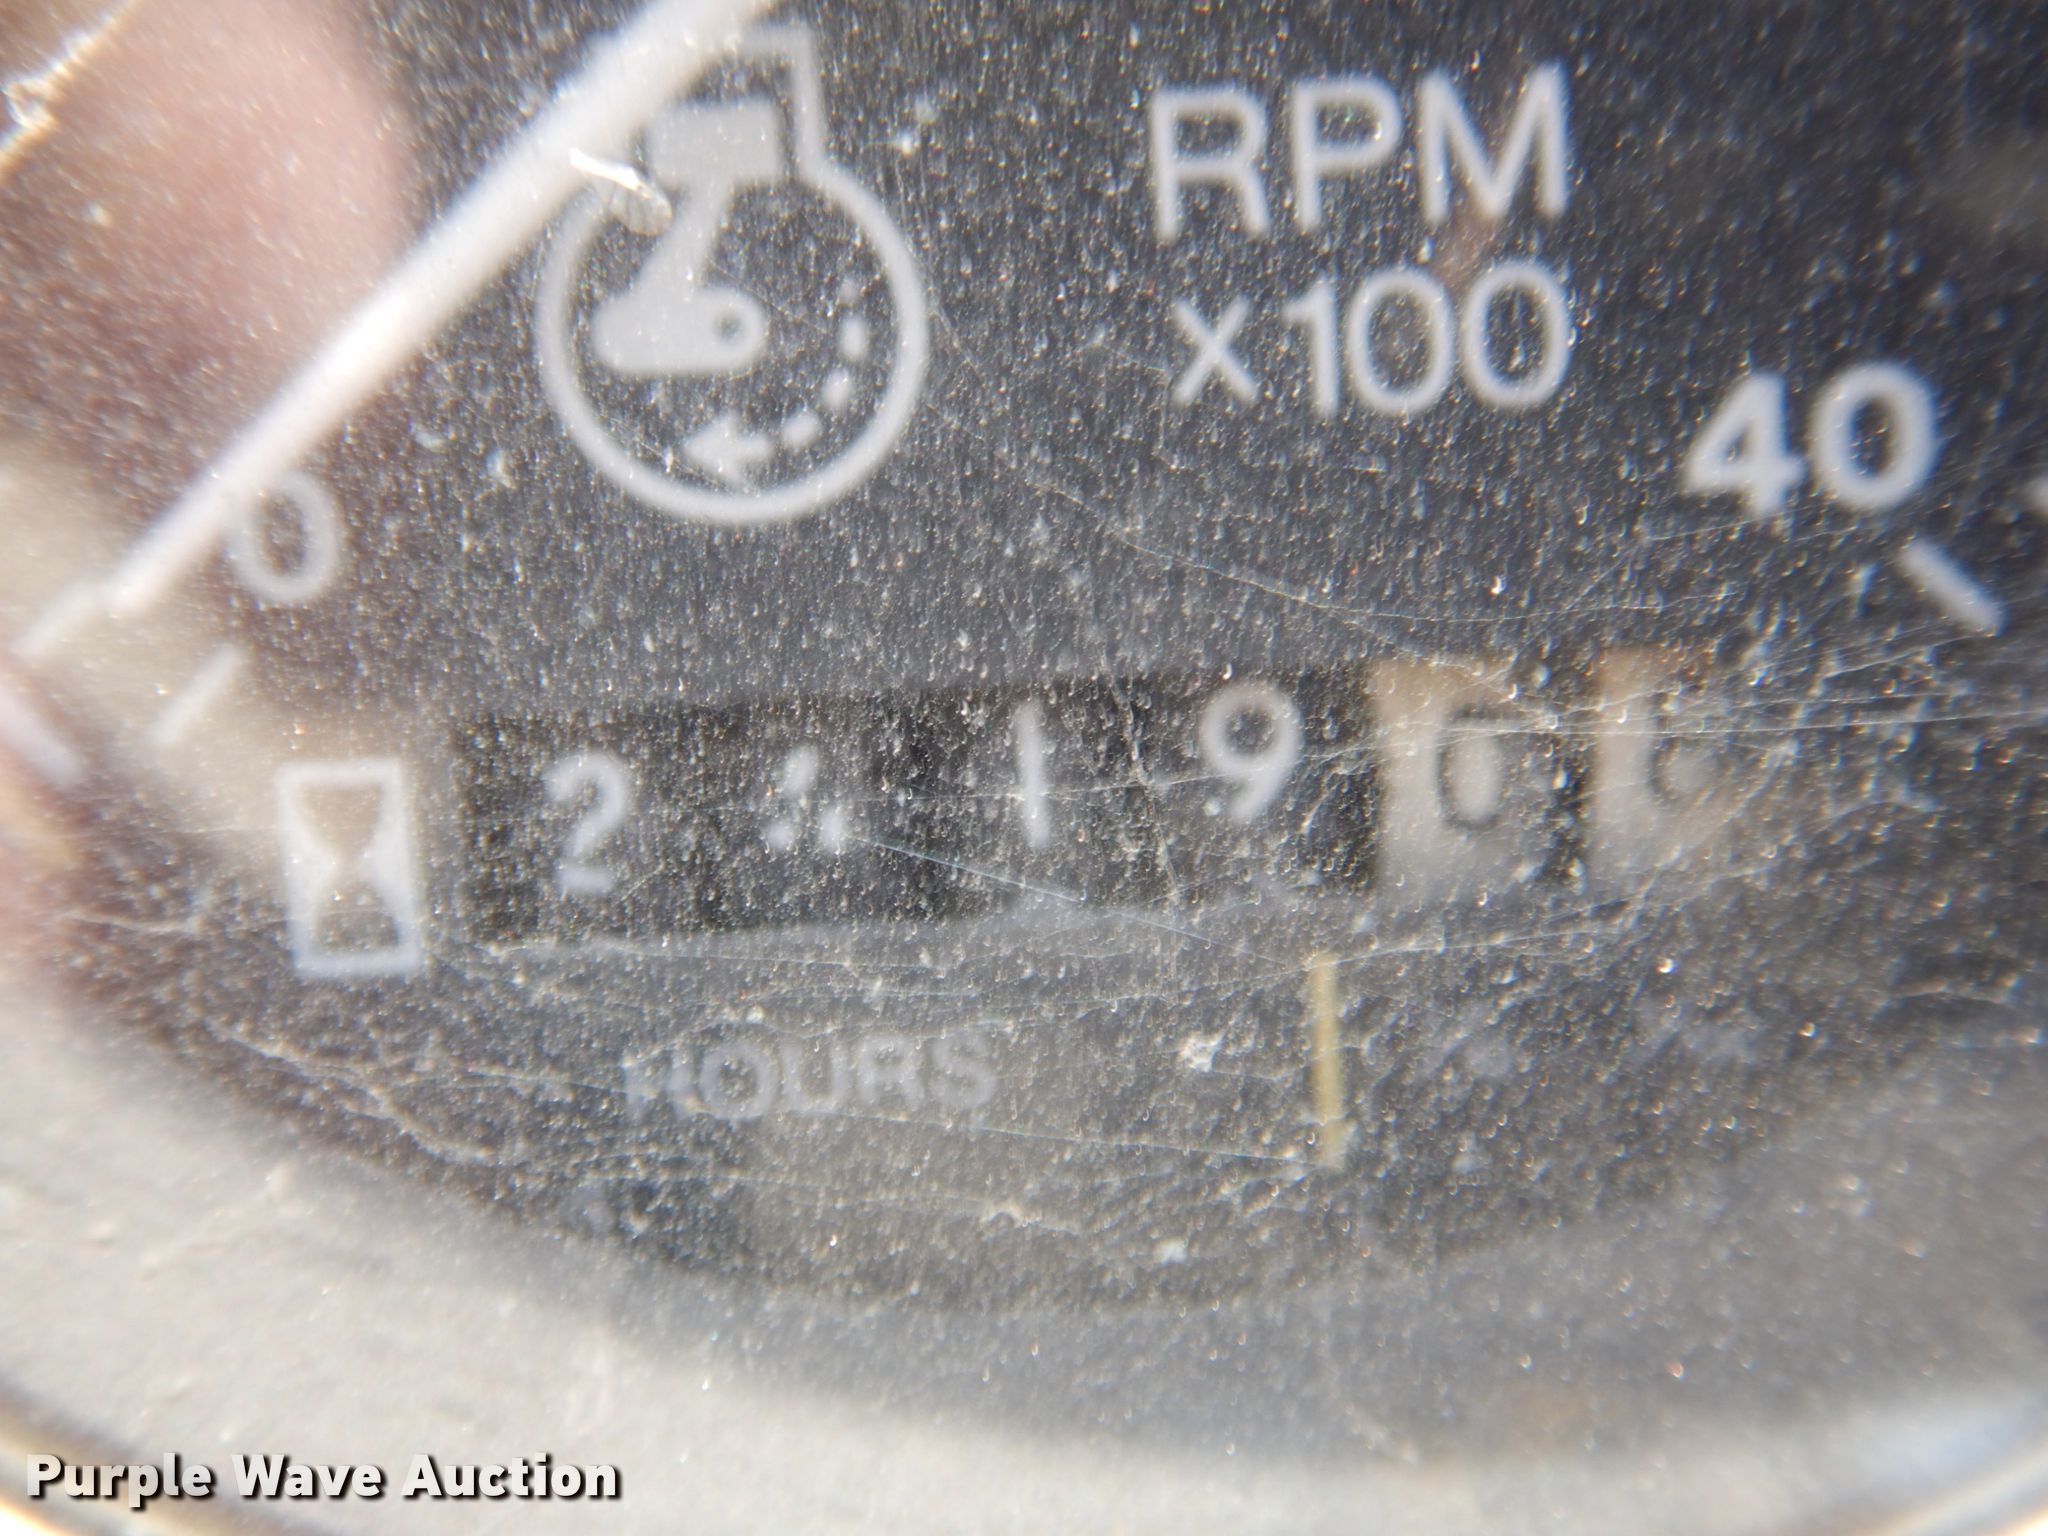 RPM
x100
0
40
HOURS
Purple Wave Auction